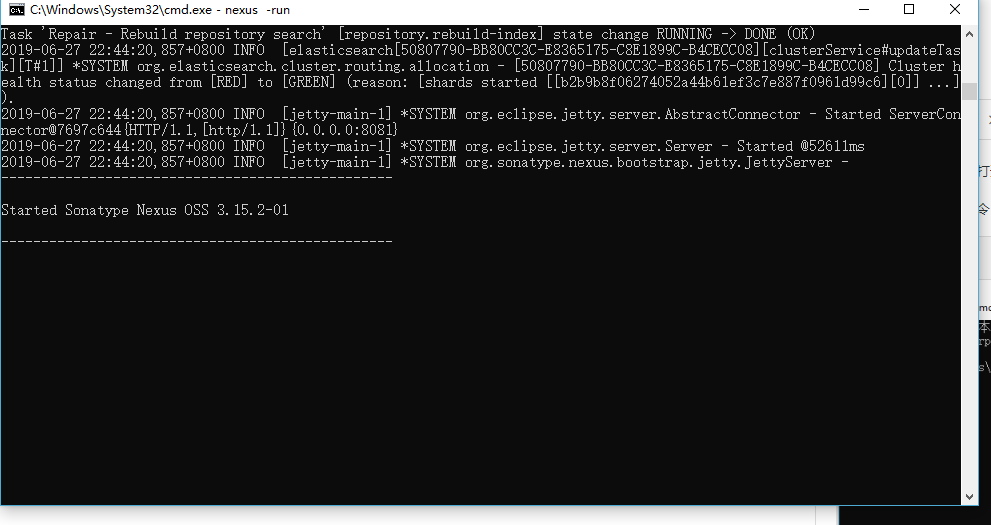 C:\Windows\System32\cmd.exe - nexus -run
Task 'Repair - Rebuild repository search' [repository.rebuild-index] state change RUNNING -> DONE (OK)
2019-06-27 22:44:20,857+0800 INFO  [elasticsearch[50807790-BB80CC3C-E8365175-C8E1899C-B4CECC08][clusterService#updateTas
k][T#1]] *SYSTEM org.elasticsearch.cluster.routing.allocation - [50807790-BB80CC3C-E8365175-C8E1899C-B4CECC08] Cluster h
ealth status changed from [RED] to [GREEN] (reason: [shards started [[b2b9b8f06274052a44b61ef3c7e887f0961d99c6][0]] ...]
).
2019-06-27 22:44:20,857+0800 INFO  [jetty-main-1] *SYSTEM org.eclipse.jetty.server.AbstractConnector - Started ServerCon
nector@7697c644{HTTP/1.1,[http/1.1]}{0.0.0.0:8081}
2019-06-27 22:44:20,857+0800 INFO  [jetty-main-1] *SYSTEM org.eclipse.jetty.server.Server - Started @52611ms
2019-06-27 22:44:20,857+0800 INFO  [jetty-main-1] *SYSTEM org.sonatype.nexus.bootstrap.jetty.JettyServer -
-------------------------------------------------
Started Sonatype Nexus OSS 3.15.2-01
-------------------------------------------------
令
本
rp
s\